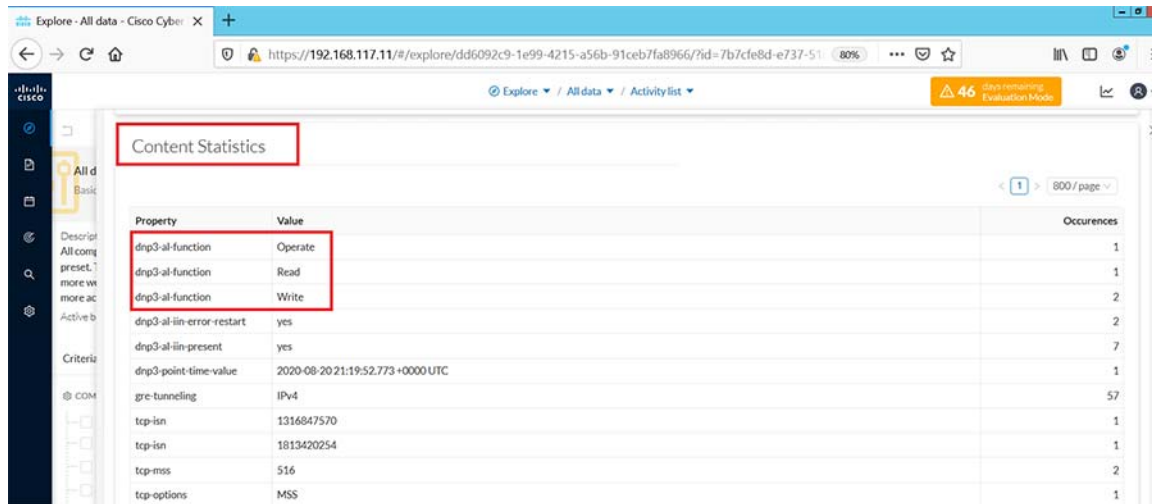 Explore - All data - Cisco Cyber
https://192.168.117.11/#/explore/dd6092c9-1e99-4215-a56b-91ceb7fa8966/?id=7b7cfe8d-e737-51 80%
cisco
Explore / All data / Activity list
46 days remaining
Evaluation Mode
Content Statistics
All d
Basic
< 1 > 800 / page
Property Value Occurences
dnp3-al-function Operate 1
dnp3-al-function Read 1
dnp3-al-function Write 2
dnp3-al-iin-error-restart yes 2
dnp3-al-iin-present yes 7
dnp3-point-time-value 2020-08-20 21:19:52.773 +0000 UTC 1
gre-tunneling IPv4 57
tcp-isn 1316847570 1
tcp-isn 1813420254 1
tcp-mss 516 2
tcp-options MSS 1
Descript
All comp
preset. T
more we
more ac
Active b
Criteria
COM